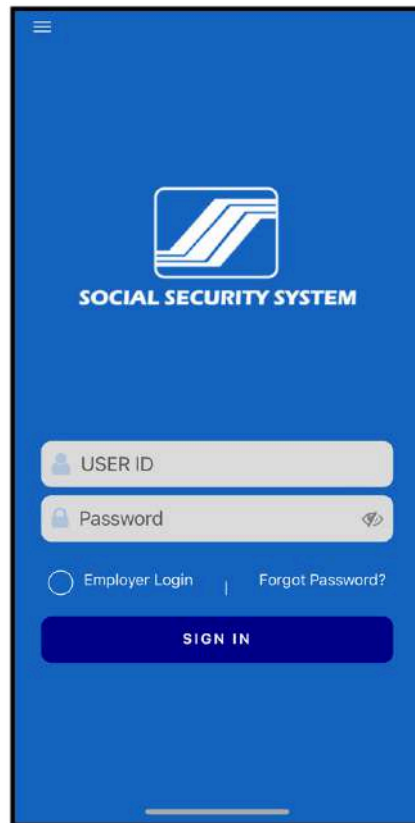 SOCIAL SECURITY SYSTEM
USER ID
Password
Employer Login | Forgot Password?
SIGN IN